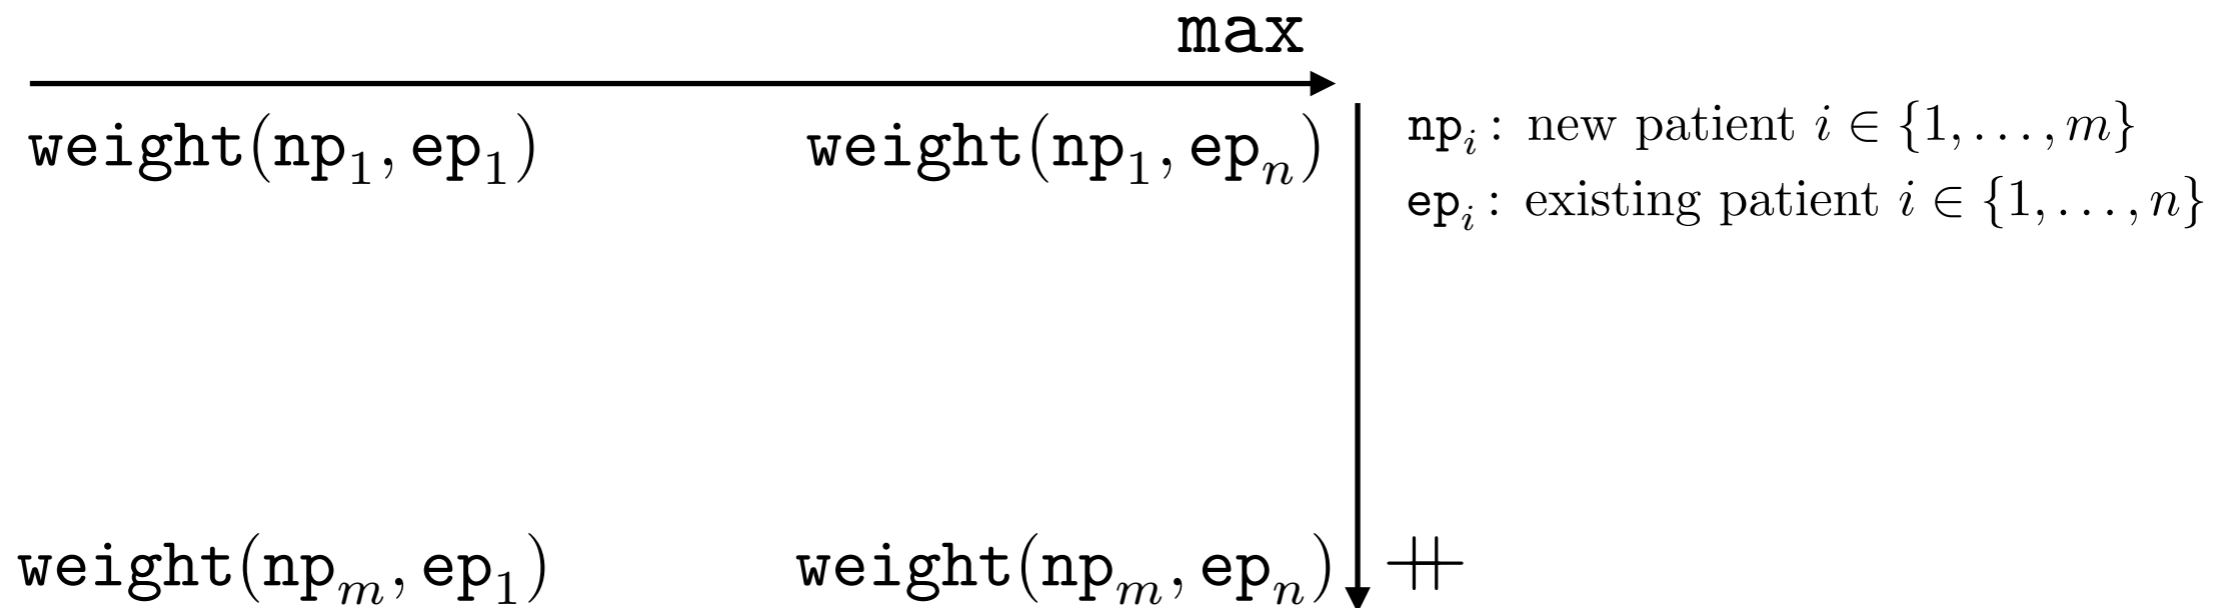 max
weight(np₁, ep₁) weight(np₁, epₙ)
npᵢ : new patient i ∈ {1, . . . , m}
epᵢ : existing patient i ∈ {1, . . . , n}
weight(npₘ, ep₁) weight(npₘ, epₙ) ⧺